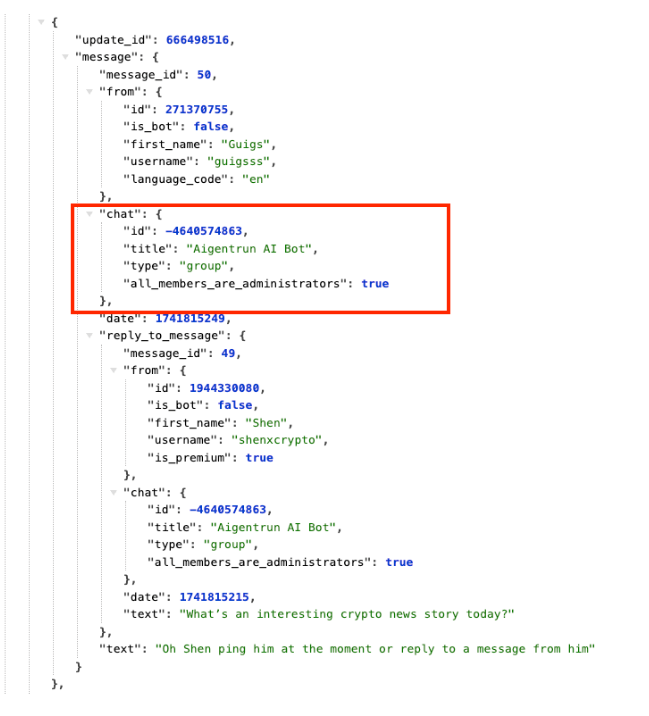 {
"update_id": 666498516,
"message": {
"message_id": 50,
"from": {
"id": 271370755,
"is_bot": false,
"first_name": "Guigs",
"username": "guigsss",
"language_code": "en"
},
"chat": {
"id": −4640574863,
"title": "Aigentrun AI Bot",
"type": "group",
"all_members_are_administrators": true
},
"date": 1741815249,
"reply_to_message": {
"message_id": 49,
"from": {
"id": 1944330080,
"is_bot": false,
"first_name": "Shen",
"username": "shenxcrypto",
"is_premium": true
},
"chat": {
"id": −4640574863,
"title": "Aigentrun AI Bot",
"type": "group",
"all_members_are_administrators": true
},
"date": 1741815215,
"text": "What’s an interesting crypto news story today?"
},
"text": "Oh Shen ping him at the moment or reply to a message from him"
}
},